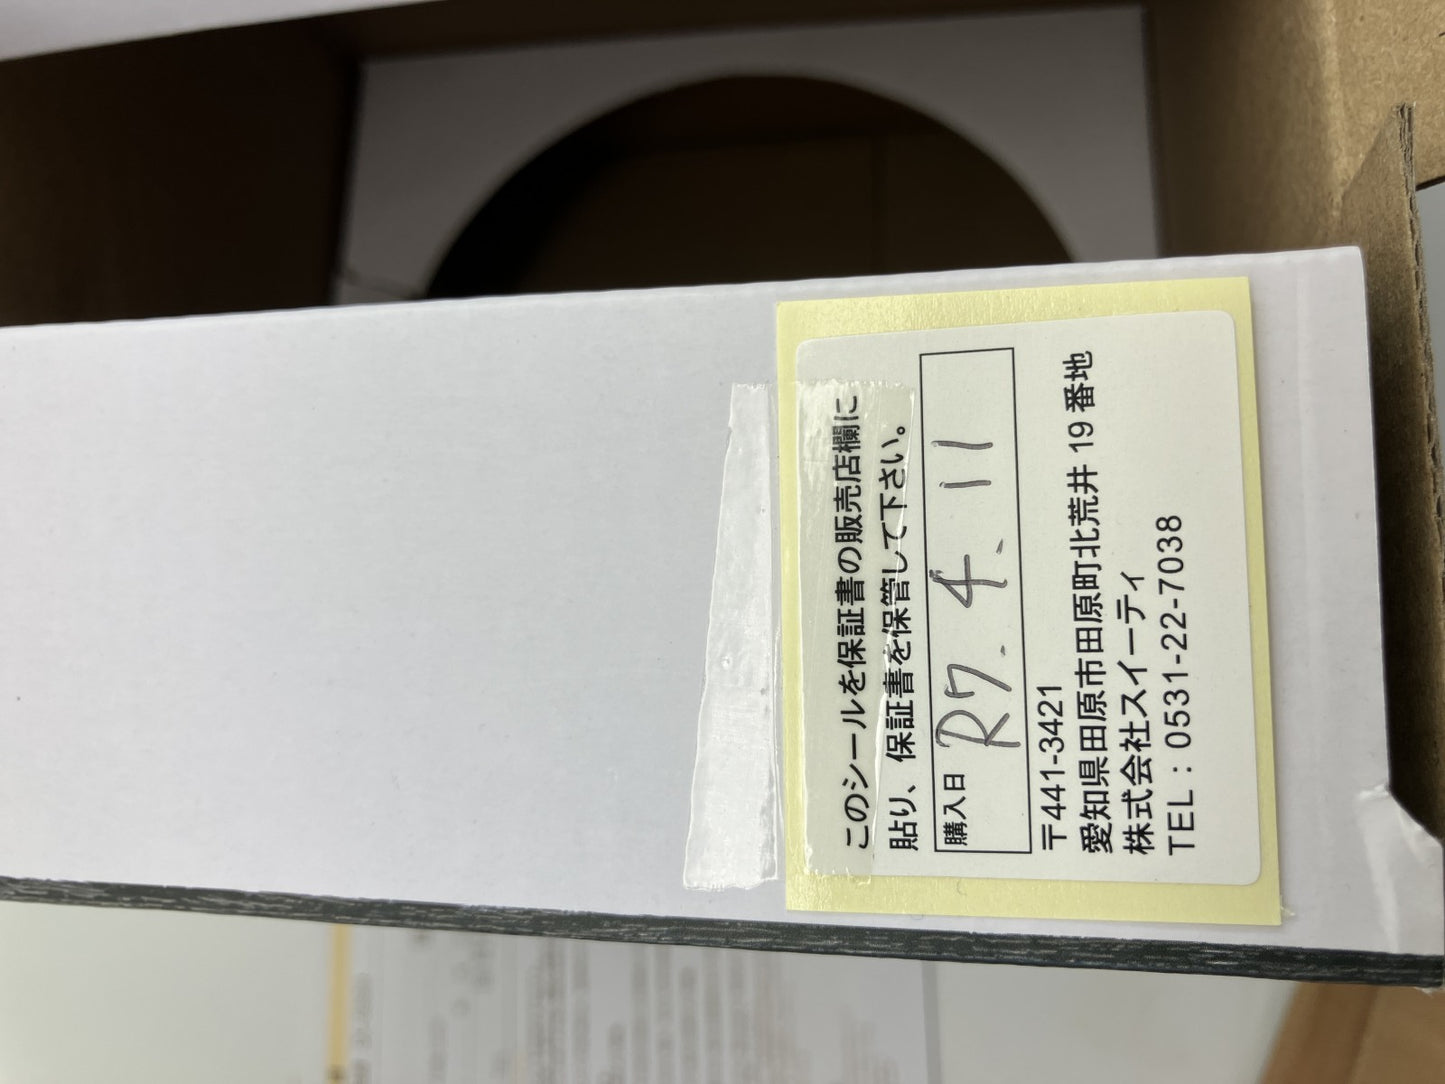 このシールを保証書の販売店欄に
貼り、保証書を保管して下さい。
購入日 R7.4.11
〒441-3421
愛知県田原市田原町北荒井 19 番地
株式会社スイーティ
TEL：0531-22-7038